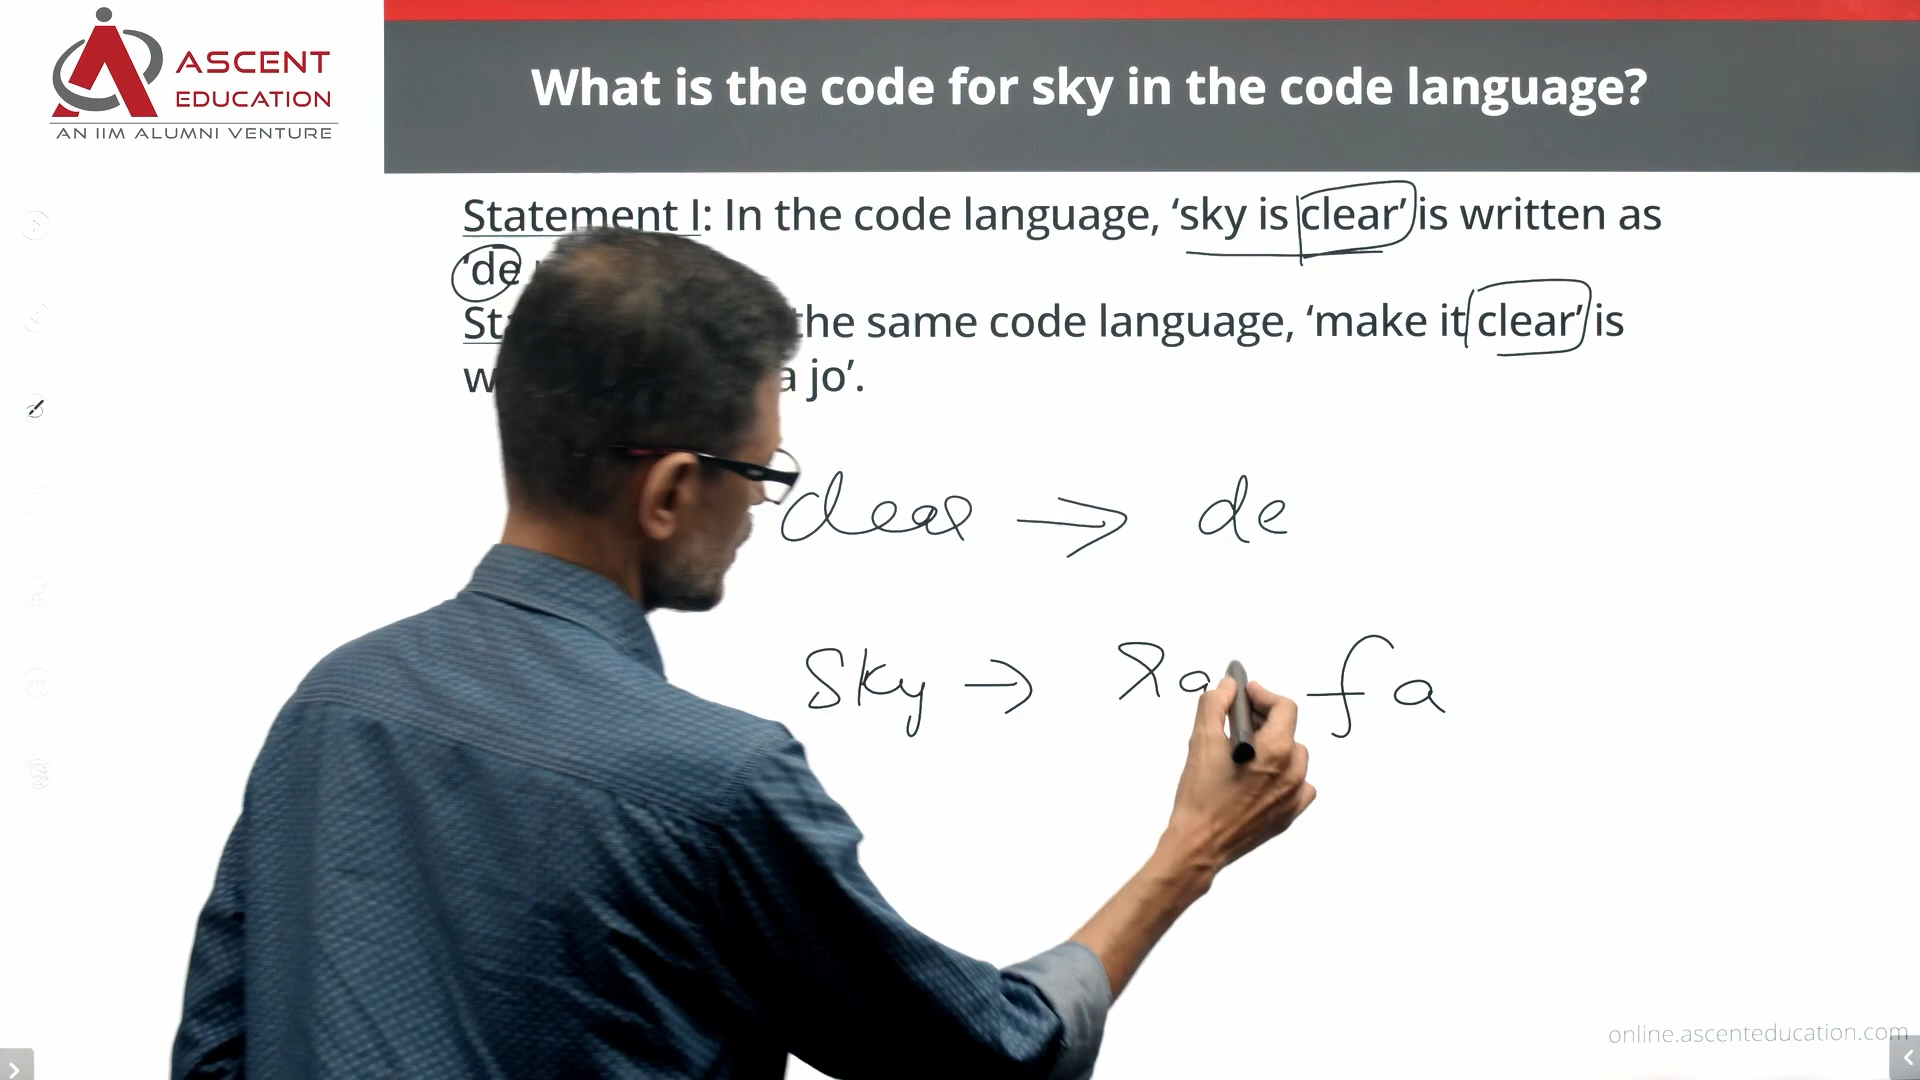 ASCENT
EDUCATION
AN IIM ALUMNI VENTURE
What is the code for sky in the code language?
Statement I: In the code language, ‘sky is clear’ is written as
‘de
the same code language, ‘make it clear’ is
jo’.
clear → de
Sky → ra fa
online.ascenteducation.com